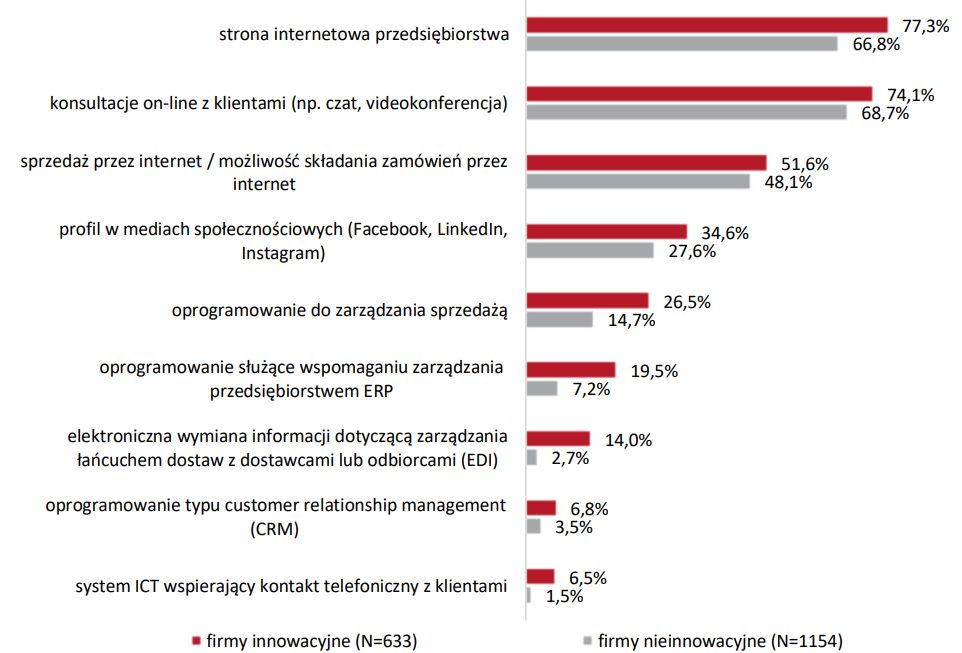 strona internetowa przedsiębiorstwa
77,3%
66,8%
konsultacje on-line z klientami (np. czat, videokonferencja)
74,1%
68,7%
sprzedaż przez internet / możliwość składania zamówień przez
internet
51,6%
48,1%
profil w mediach społecznościowych (Facebook, LinkedIn,
Instagram)
34,6%
27,6%
oprogramowanie do zarządzania sprzedażą
26,5%
14,7%
oprogramowanie służące wspomaganiu zarządzania
przedsiębiorstwem ERP
19,5%
7,2%
elektroniczna wymiana informacji dotyczącą zarządzania
łańcuchem dostaw z dostawcami lub odbiorcami (EDI)
14,0%
2,7%
oprogramowanie typu customer relationship management
(CRM)
6,8%
3,5%
system ICT wspierający kontakt telefoniczny z klientami
6,5%
1,5%
firmy innowacyjne (N=633)
firmy nieinnowacyjne (N=1154)